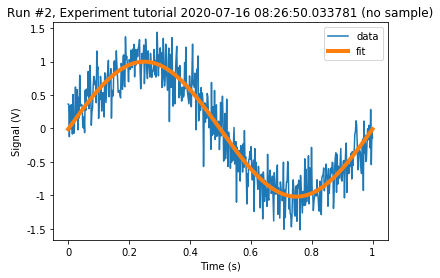 Run #2, Experiment tutorial 2020-07-16 08:26:50.033781 (no sample)
data
fit
1.5
1
0.5
0
-0.5
-1
-1.5
Signal (V)
0
0.2
0.4
0.6
0.8
1
Time (s)